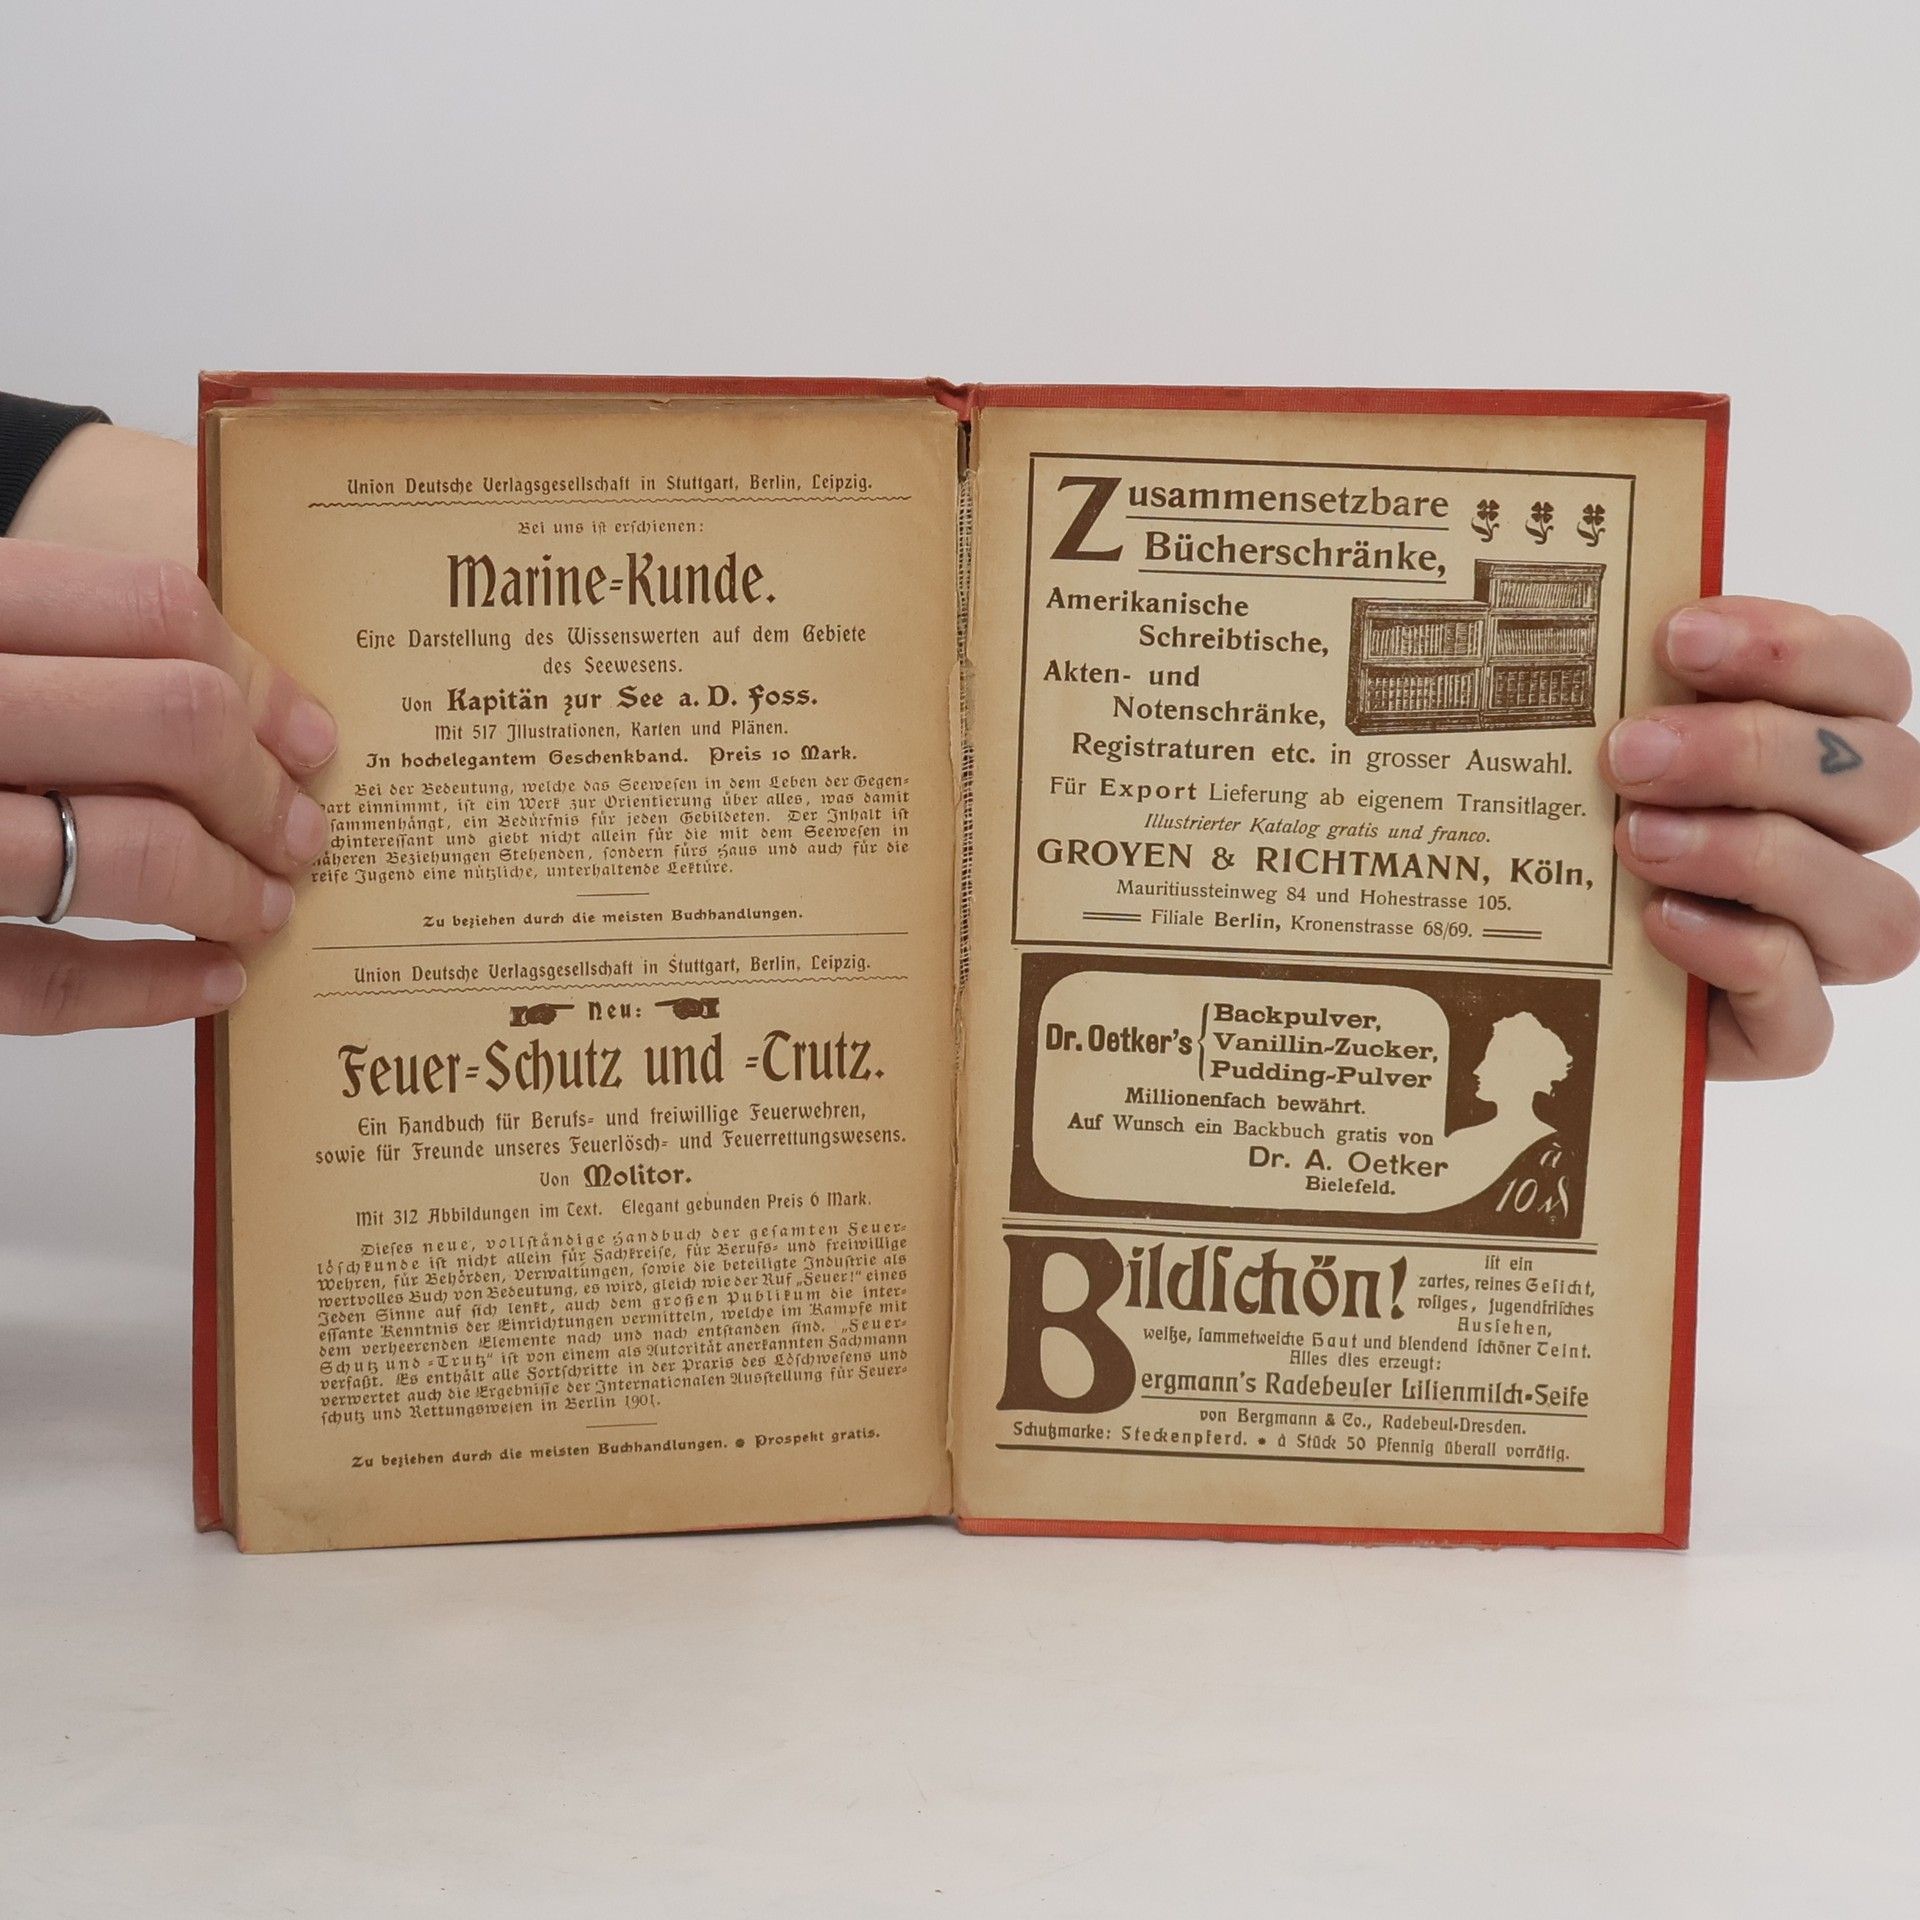 Union Deutsche Verlagsgesellschaft in Stuttgart, Berlin, Leipzig.
Bei uns iſt erſchienen:
Marine-Kunde.
Eine Darstellung des Wissenswerten auf dem Gebiete
des Seewesens.
Von Kapitän zur See a. D. Foss.
Mit 517 Illustrationen, Karten und Plänen.
In hochelegantem Geschenkband. Preis 10 Mark.
Bei der Bedeutung, welche das Seeweſen in dem Leben der Gegen-
wart einnimmt, iſt ein Werk zur Orientierung über alles, was damit
ſammenhängt, ein Bedürfnis für jeden Gebildeten. Der Inhalt iſt
chintereſſant und giebt nicht allein für die mit dem Seeweſen in
näheren Beziehungen Stehenden, ſondern fürs Haus und auch für die
reife Jugend eine nützliche, unterhaltende Lektüre.
Zu beziehen durch die meisten Buchhandlungen.
Union Deutsche Verlagsgesellschaft in Stuttgart, Berlin, Leipzig.
Neu:
Feuer-Schutz und -Trutz.
Ein Handbuch für Berufs- und freiwillige Feuerwehren,
sowie für Freunde unseres Feuerlösch- und Feuerrettungswesens.
Von Molitor.
Mit 312 Abbildungen im Text. Elegant gebunden Preis 6 Mark.
Dieſes neue, vollſtändige Handbuch der geſamten Feuer-
löſchkunde iſt nicht allein für Fachkreiſe, für Berufs- und freiwillige
Wehren, für Behörden, Verwaltungen, ſowie die beteiligte Induſtrie als
wertvolles Buch von Bedeutung, es wird, gleich wie der Ruf „Feuer!“ eines
Jeden Sinne auf ſich lenkt, auch dem großen Publikum die inter-
eſſante Kenntnis der Einrichtungen vermitteln, welche im Kampfe mit
dem verheerenden Elemente nach und nach entſtanden ſind. „Feuer-
Schutz und -Trutz“ iſt von einem als Autorität anerkannten Fachmann
verfaßt. Es enthält alle Fortſchritte in der Praxis des Löſchweſens und
verwertet auch die Ergebniſſe der Internationalen Ausſtellung für Feuer-
ſchutz und Rettungsweſen in Berlin 1901.
Zu beziehen durch die meisten Buchhandlungen. • Prospekt gratis.
Zusammensetzbare
Bücherschränke,
Amerikanische
Schreibtische,
Akten- und
Notenschränke,
Registraturen etc. in grosser Auswahl.
Für Export Lieferung ab eigenem Transitlager.
Illustrierter Katalog gratis und franco.
GROYEN & RICHTMANN, Köln,
Mauritiussteinweg 84 und Hohestrasse 105.
Filiale Berlin, Kronenstrasse 68/69.
Dr. Oetker's
Backpulver,
Vanillin-Zucker,
Pudding-Pulver
Millionenfach bewährt.
Auf Wunsch ein Backbuch gratis von
Dr. A. Oetker
Bielefeld.
à
10 ₰
Bildſchön!
iſt ein
zartes, reines Geſicht,
roſiges, jugendfriſches
Ausſehen,
weiße, ſammetweiche Haut und blendend ſchöner Teint.
Alles dies erzeugt:
Bergmann's Radebeuler Lilienmilch-Seife
von Bergmann & Co., Radebeul-Dresden.
Schutzmarke: Steckenpferd. • à Stück 50 Pfennig überall vorrätig.